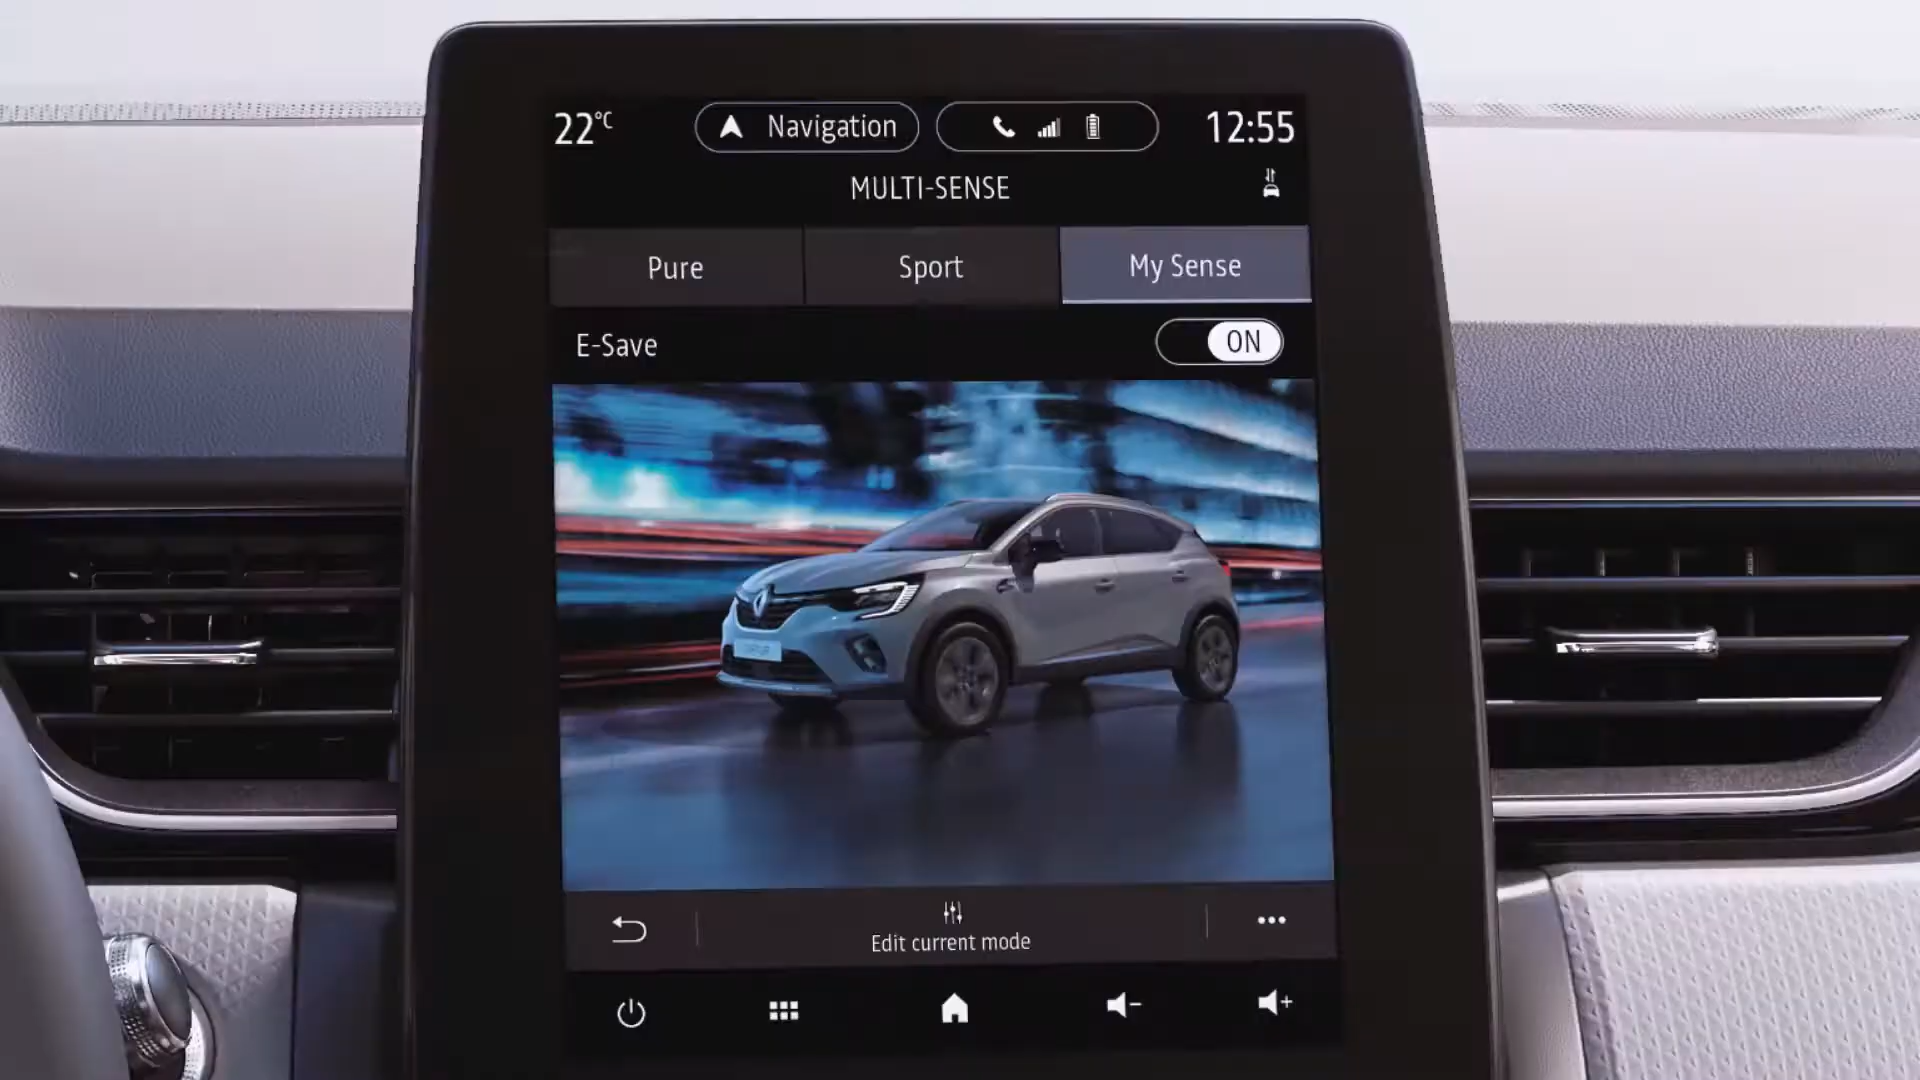 22°C
Navigation
12:55
MULTI-SENSE
Pure
Sport
My Sense
E-Save
ON
Edit current mode